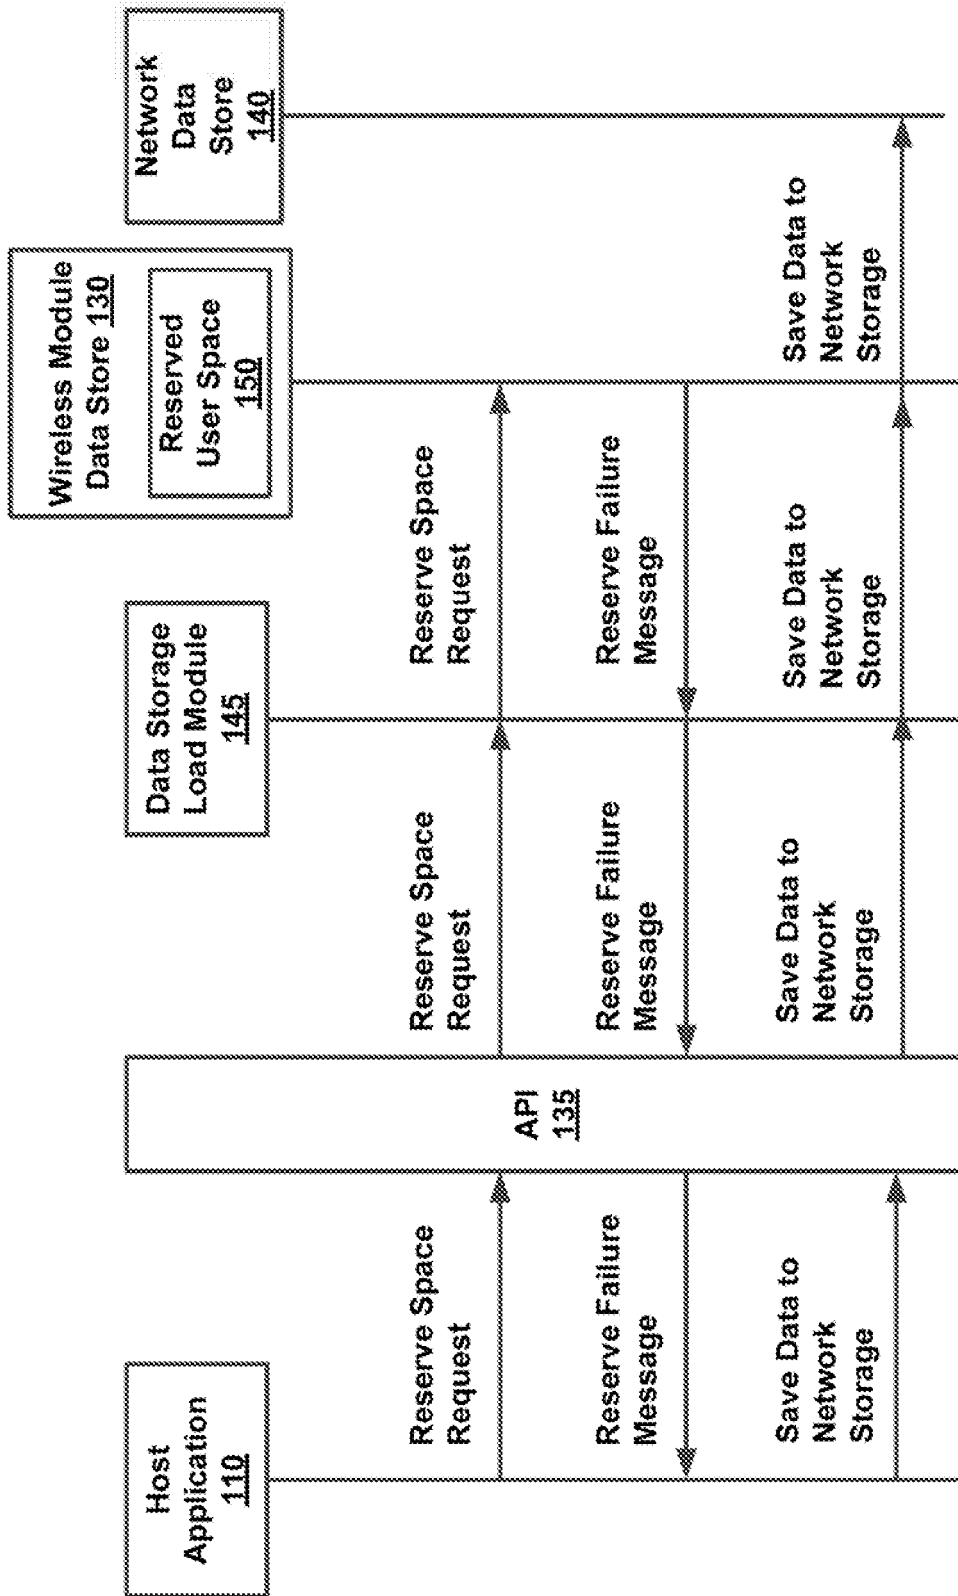 Host
Application
110
API
135
Data Storage
Load Module
145
Wireless Module
Data Store 130
Reserved
User Space
150
Network
Data
Store
140
Reserve Space
Request
Reserve Space
Request
Reserve Space
Request
Reserve Failure
Message
Reserve Failure
Message
Reserve Failure
Message
Save Data to
Network
Storage
Save Data to
Network
Storage
Save Data to
Network
Storage
Save Data to
Network
Storage